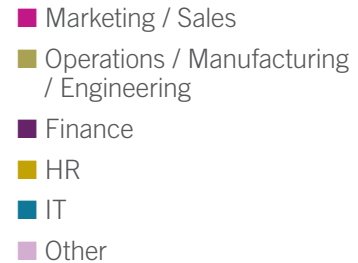 Marketing / Sales
Operations / Manufacturing
/ Engineering
Finance
HR
IT
Other